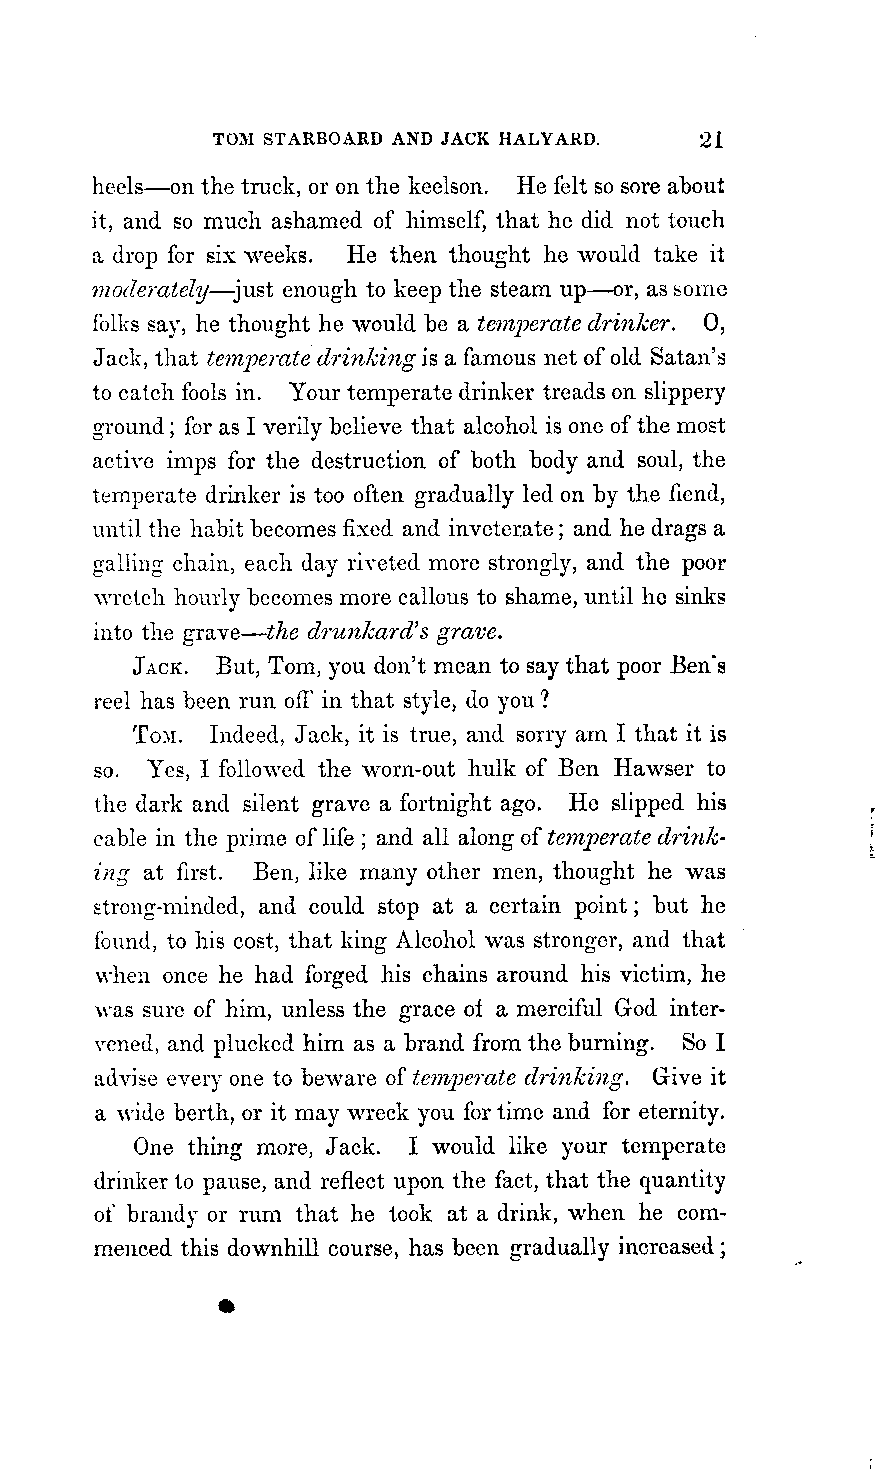 TOM STARBOARD AND JACK HALYARD. 21
heels—on the truck, or on the keelson. He felt so sore about
it, and so much ashamed of himself, that he did not touch
a drop for six weeks. He then thought he would take it
moderately—just enough to keep the steam up—or, as some
folks say, he thought he would be a temperate drinker. O,
Jack, that temperate drinking is a famous net of old Satan's
to catch fools in. Your temperate drinker treads on slippery
ground; for as I verily believe that alcohol is one of the most
active imps for the destruction of both body and soul, the
temperate drinker is too often gradually led on by the fiend,
until the habit becomes fixed and inveterate; and he drags a
galling chain, each day riveted more strongly, and the poor
wretch hourly becomes more callous to shame, until he sinks
into the grave—the drunkard's grave.
JACK. But, Tom, you don't mean to say that poor Ben's
reel has been run off in that style, do you?
TOM. Indeed, Jack, it is true, and sorry am I that it is
so. Yes, I followed the worn-out hulk of Ben Hawser to
the dark and silent grave a fortnight ago. He slipped his
cable in the prime of life; and all along of temperate drink-
ing at first. Ben, like many other men, thought he was
strong-minded, and could stop at a certain point; but he
found, to his cost, that king Alcohol was stronger, and that
when once he had forged his chains around his victim, he
was sure of him, unless the grace of a merciful God inter-
vened, and plucked him as a brand from the burning. So I
advise every one to beware of temperate drinking. Give it
a wide berth, or it may wreck you for time and for eternity.
One thing more, Jack. I would like your temperate
drinker to pause, and reflect upon the fact, that the quantity
of brandy or rum that he took at a drink, when he com-
menced this downhill course, has been gradually increased;